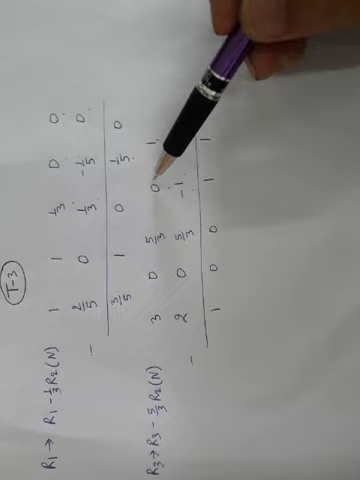 T-3
R1 → R1 - 1/3 R2(N) 1 1 1/3 0 0
- 2/5 0 1/3 -1/5 0
3/5 1 0 1/5 0
R3 → R3 - 5/3 R2(N) 3 0 5/3 0 1
- 2 0 5/3 -1
1 0 0 1 1